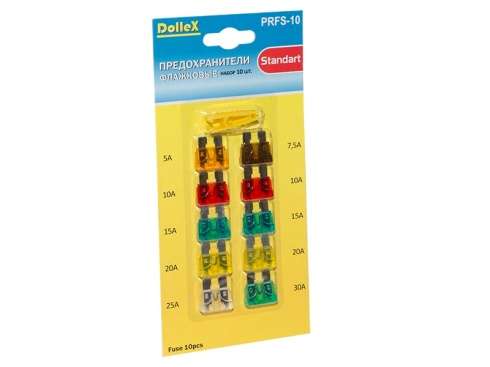 Dollex PRFS-10
ПРЕДОХРАНИТЕЛИ
ФЛАЖКОВЫЕ НАБОР 10 ШТ.
Standart
5A 7,5A
10A 10A
15A 15A
20A 20A
25A 30A
Fuse 10pcs